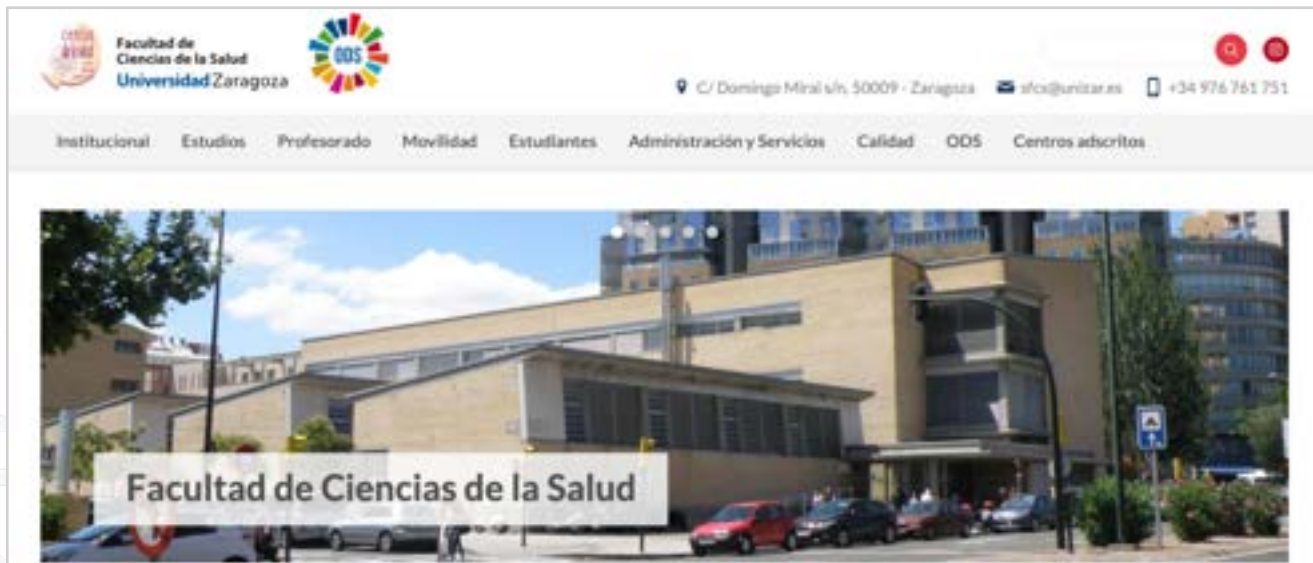 Facultad de
Ciencias de la Salud
Universidad Zaragoza
ODS
C/ Domingo Miral s/n, 50009 - Zaragoza sfcs@unizar.es +34 976 761 751
Institucional Estudios Profesorado Movilidad Estudiantes Administración y Servicios Calidad ODS Centros adscritos
Facultad de Ciencias de la Salud